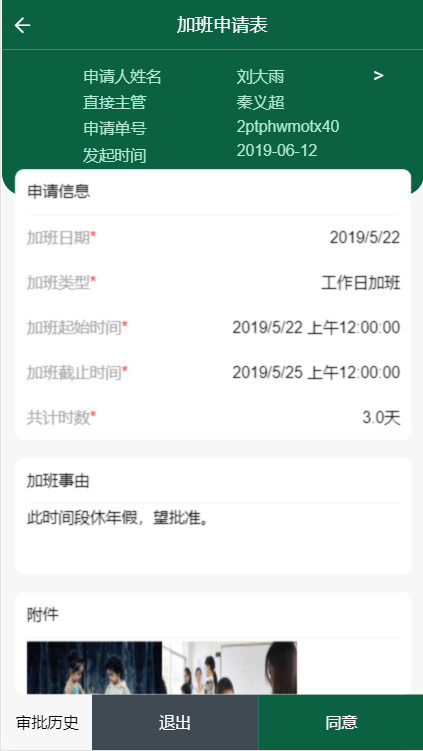 加班申请表
申请人姓名 刘大雨 >
直接主管 秦义超
申请单号 2ptphwmotx40
发起时间 2019-06-12
申请信息
加班日期* 2019/5/22
加班类型* 工作日加班
加班起始时间* 2019/5/22 上午12:00:00
加班截止时间* 2019/5/25 上午12:00:00
共计时数* 3.0天
加班事由
此时间段休年假，望批准。
附件
审批历史 退出 同意